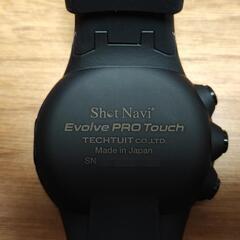 Shot Navi®
Evolve PRO Touch
TECHTUIT CO.,LTD
Made in Japan
SN